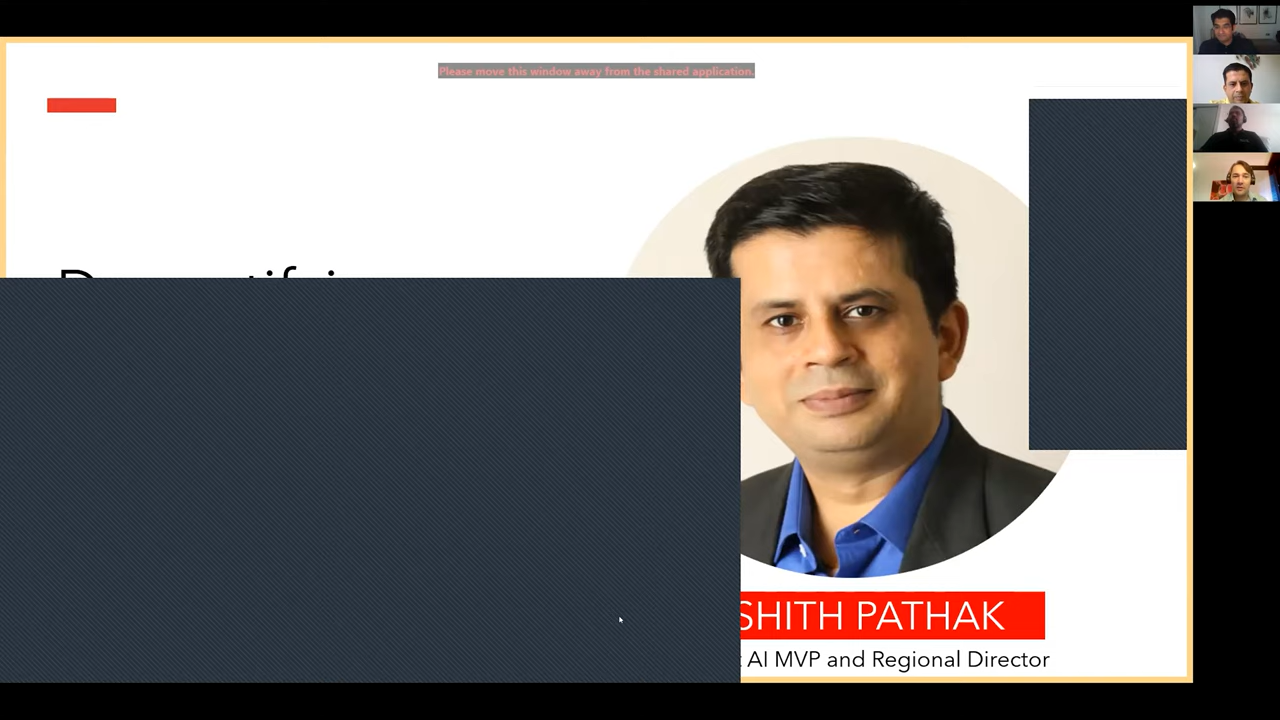 Please move this window away from the shared application.
SHITH PATHAK
AI MVP and Regional Director